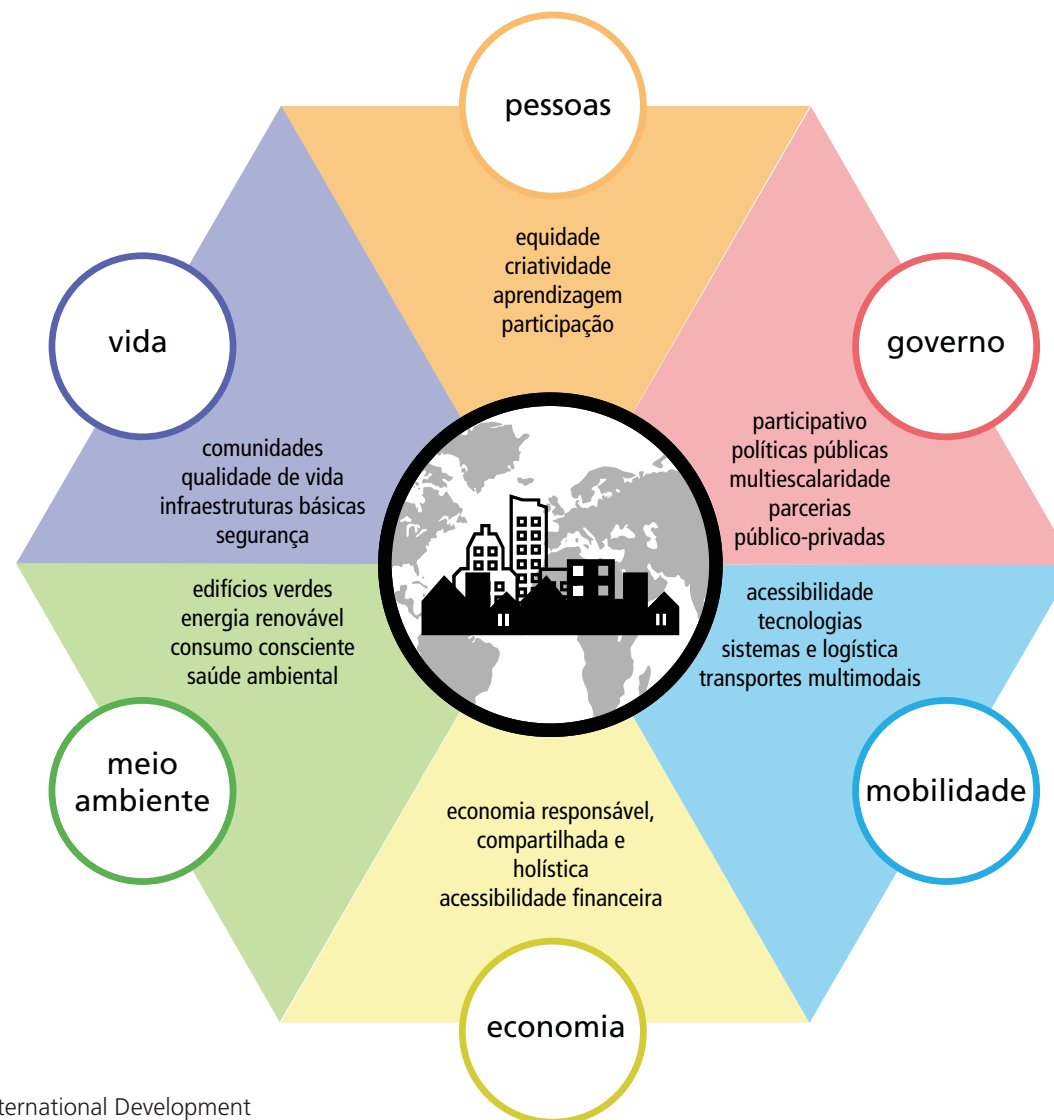 pessoas
equidade
criatividade
aprendizagem
participação
vida
comunidades
qualidade de vida
infraestruturas básicas
segurança
governo
participativo
políticas públicas
multiescalaridade
parcerias
público-privadas
edifícios verdes
energia renovável
consumo consciente
saúde ambiental
meio
ambiente
acessibilidade
tecnologias
sistemas e logística
transportes multimodais
mobilidade
economia responsável,
compartilhada e
holística
acessibilidade financeira
economia
International Development